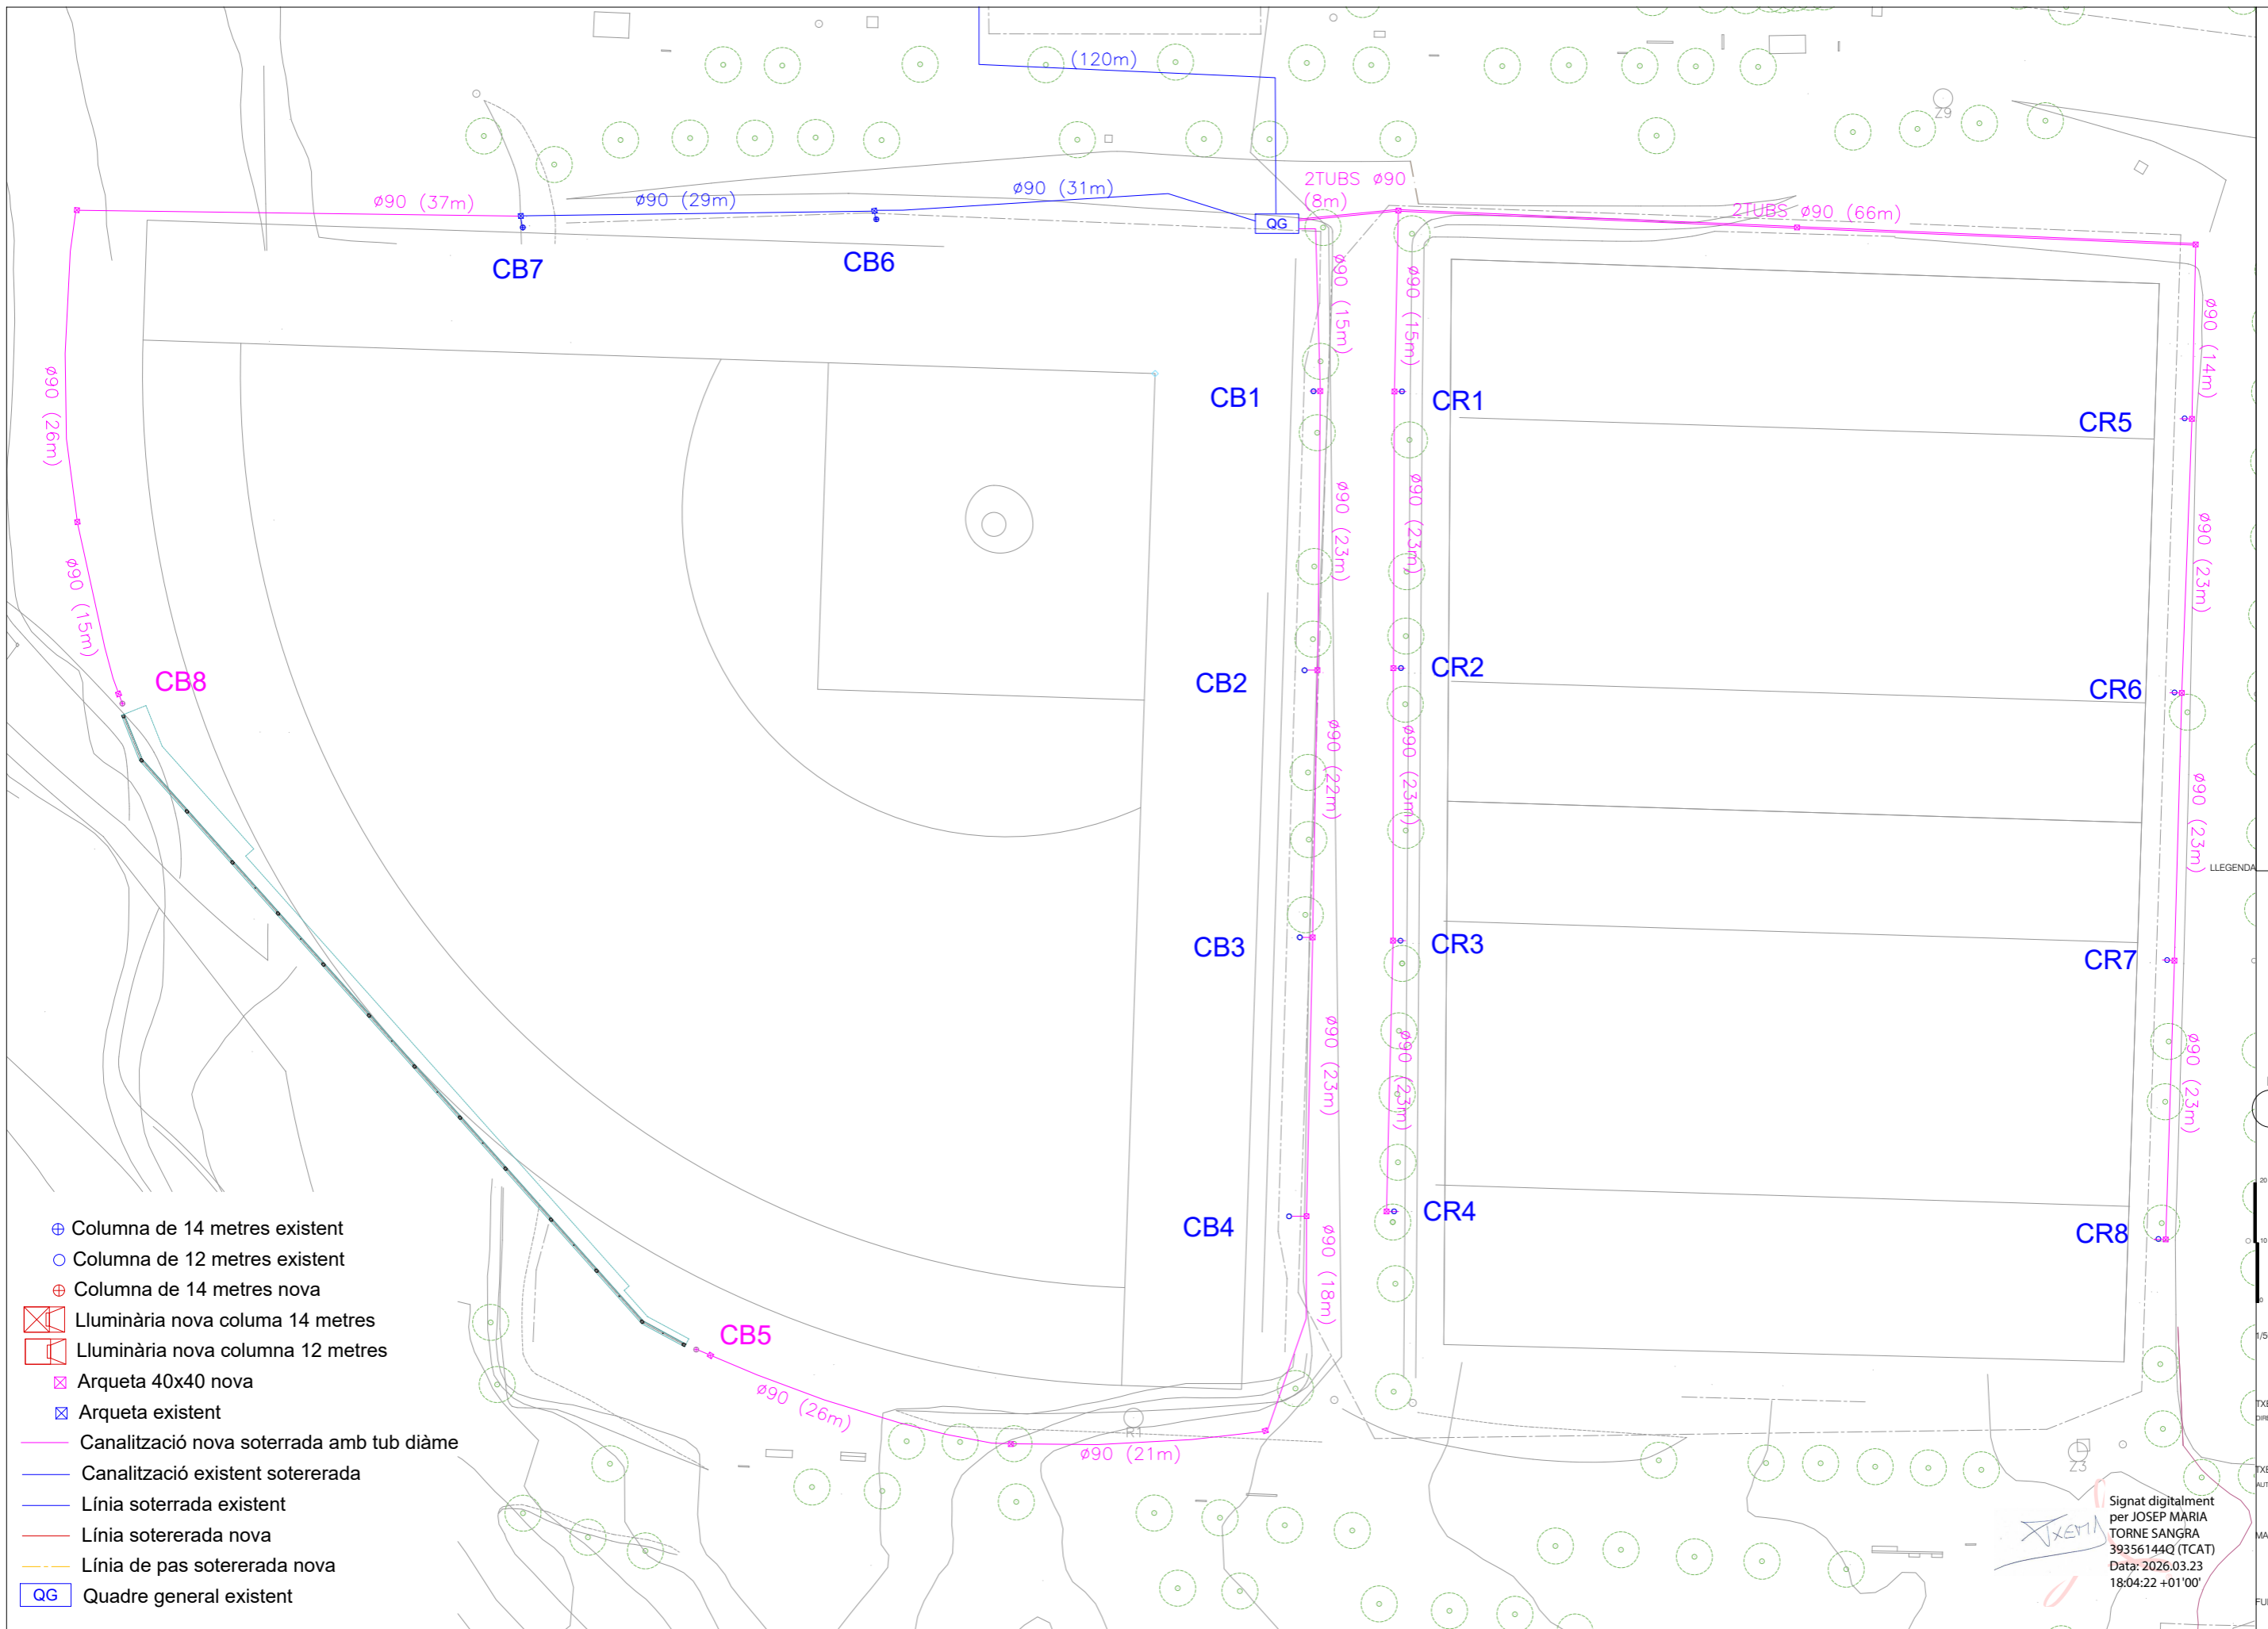 (120m)
Z9
2TUBS ø90
(8m)
ø90 (37m)
ø90 (29m)
ø90 (31m)
2TUBS ø90 (66m)
QG
CB7
CB6
ø90 (15m)
ø90 (15m)
ø90 (14m)
ø90 (26m)
CB1
CR1
CR5
ø90 (23m)
ø90 (23m)
ø90 (23m)
ø90 (15m)
CB8
CB2
CR2
CR6
ø90 (22m)
ø90 (23m)
ø90 (23m)
LLEGENDA
CB3
CR3
CR7
ø90 (23m)
ø90 (23m)
ø90 (23m)
CB4
CR4
CR8
ø90 (18m)
CB5
ø90 (26m)
R1
ø90 (21m)
Z3
Columna de 14 metres existent
Columna de 12 metres existent
Columna de 14 metres nova
Lluminària nova columa 14 metres
Lluminària nova columna 12 metres
Arqueta 40x40 nova
Arqueta existent
Canalització nova soterrada amb tub diàme
Canalització existent sotererada
Línia soterrada existent
Línia sotererada nova
Línia de pas sotererada nova
QG Quadre general existent
Signat digitalment
per JOSEP MARIA
TORNE SANGRA
39356144Q (TCAT)
Data: 2026.03.23
18:04:22 +01'00'
20
10
0